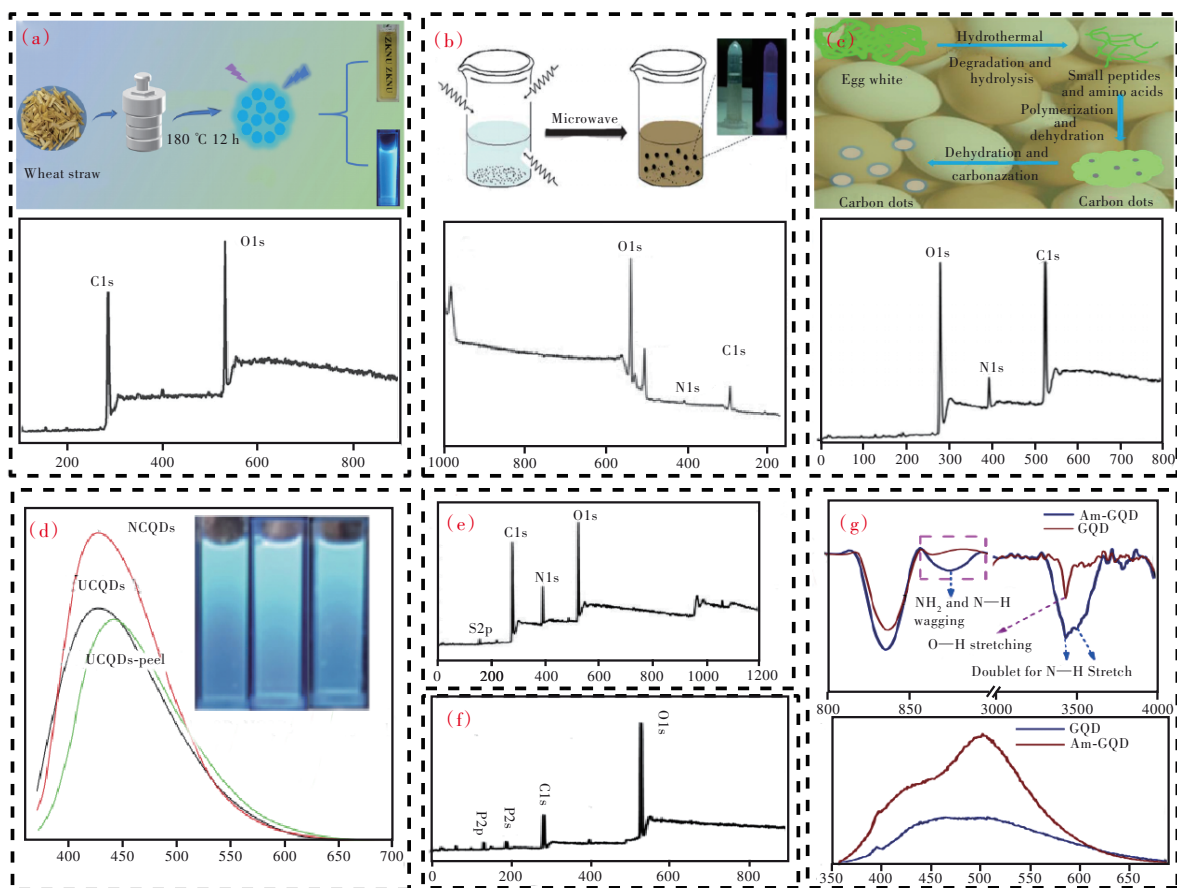 (a)
ZKNU ZKNU
180 ℃ 12 h
Wheat straw
O1s
C1s
200 400 600 800
(b)
Microwave
O1s
C1s
N1s
1000 800 600 400 200
(c)
Hydrothermal
Egg white
Degradation and
hydrolysis
Small peptides
and amino acids
Polymerization
and
dehydration
Dehydration and
carbonazation
Carbon dots
Carbon dots
O1s
C1s
N1s
0 100 200 300 400 500 600 700 800
(d)
NCQDs
UCQDs
UCQDs-peel
400 450 500 550 600 650 700
(e)
C1s
O1s
N1s
S2p
0 200 400 600 800 1000 1200
(f)
O1s
C1s
P2s
P2p
0 200 400 600 800
(g)
Am-GQD
GQD
NH2 and N—H
wagging
O—H stretching
Doublet for N—H Stretch
800 850 3000 3500 4000
GQD
Am-GQD
350 400 450 500 550 600 650